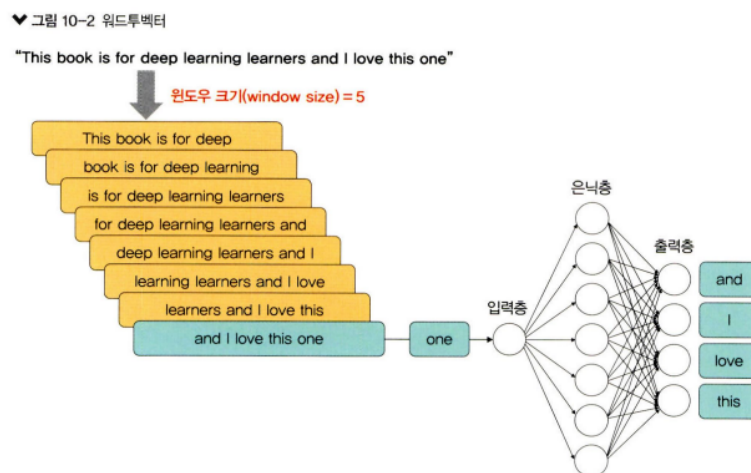 ▼ 그림 10-2 워드투벡터
“This book is for deep learning learners and I love this one”
윈도우 크기(window size) = 5
This book is for deep
book is for deep learning
is for deep learning learners
for deep learning learners and
deep learning learners and I
learning learners and I love
learners and I love this
and I love this one
one
입력층
은닉층
출력층
and
I
love
this